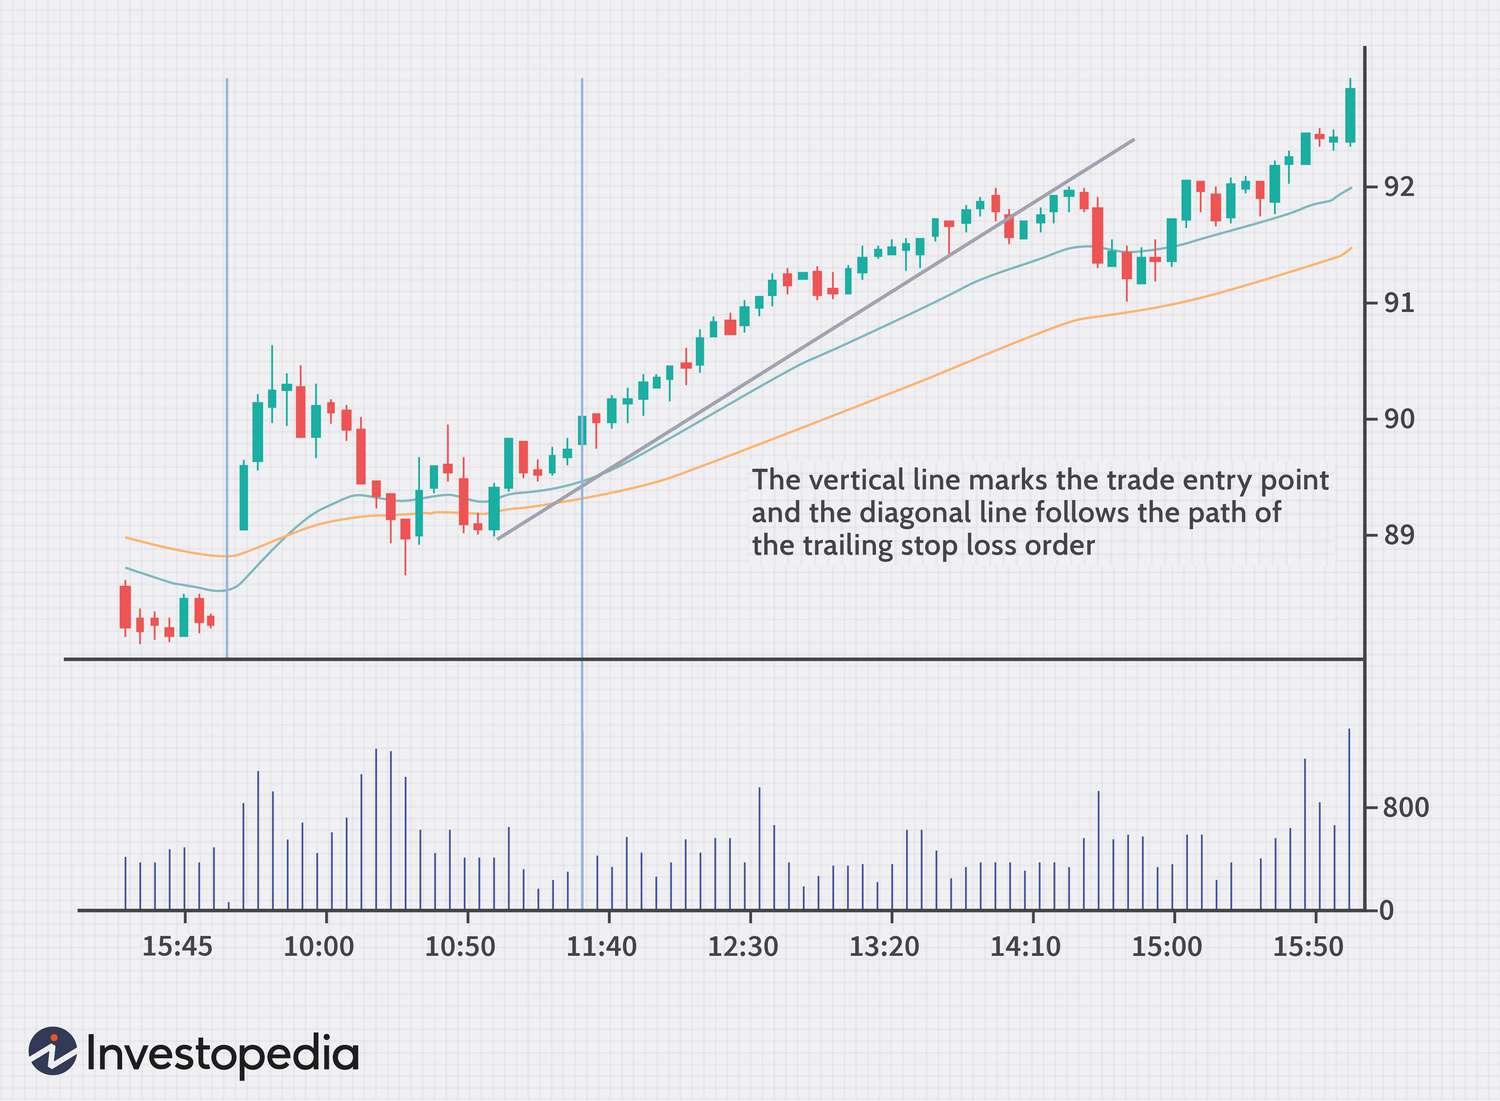 92
91
90
The vertical line marks the trade entry point
and the diagonal line follows the path of
the trailing stop loss order
89
800
0
15:45 10:00 10:50 11:40 12:30 13:20 14:10 15:00 15:50
Investopedia